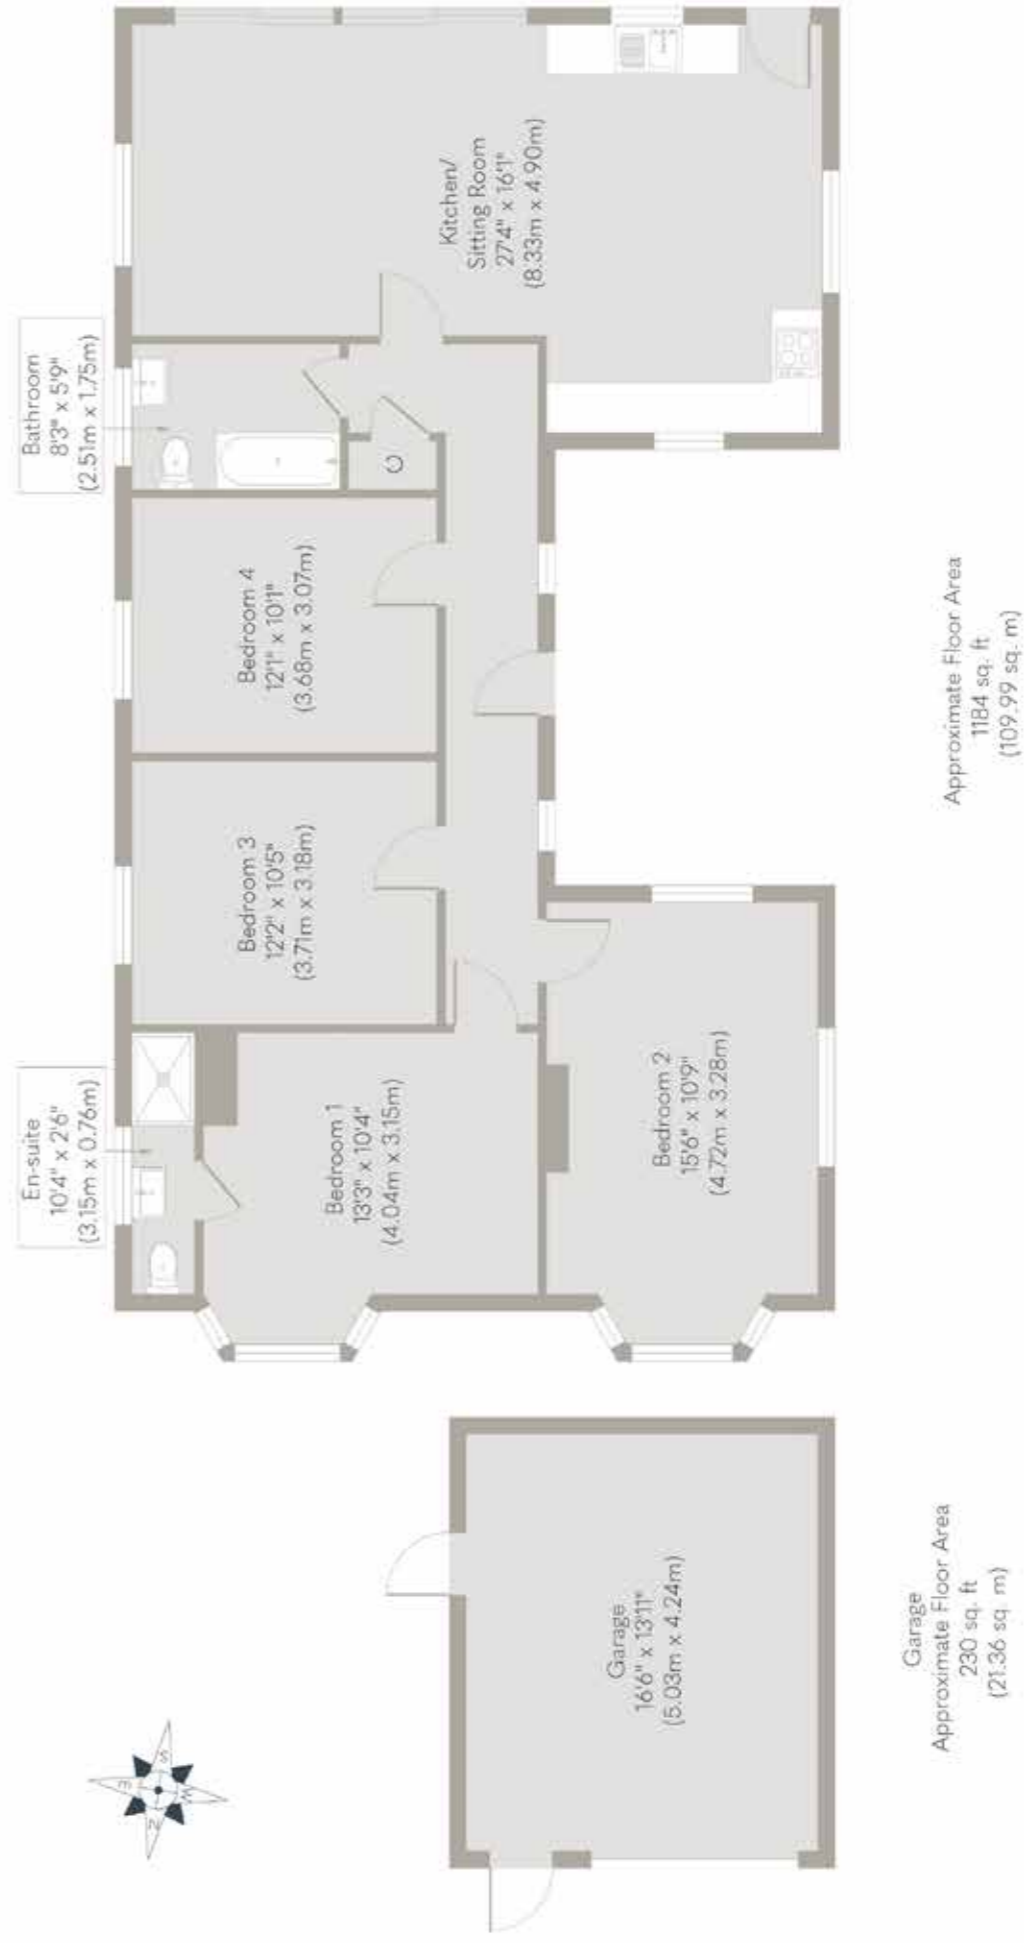 Bathroom
8'3" x 5'9"
(2.51m x 1.75m)
En-suite
10'4" x 2'6"
(3.15m x 0.76m)
Kitchen/
Sitting Room
27'4" x 16'1"
(8.33m x 4.90m)
Bedroom 4
12'1" x 10'1"
(3.68m x 3.07m)
Bedroom 3
12'2" x 10'5"
(3.71m x 3.18m)
Bedroom 1
13'3" x 10'4"
(4.04m x 3.15m)
Bedroom 2
15'6" x 10'9"
(4.72m x 3.28m)
Garage
16'6" x 13'11"
(5.03m x 4.24m)
Approximate Floor Area
1184 sq. ft
(109.99 sq. m)
Garage
Approximate Floor Area
230 sq. ft
(21.36 sq. m)
N
E
S
W